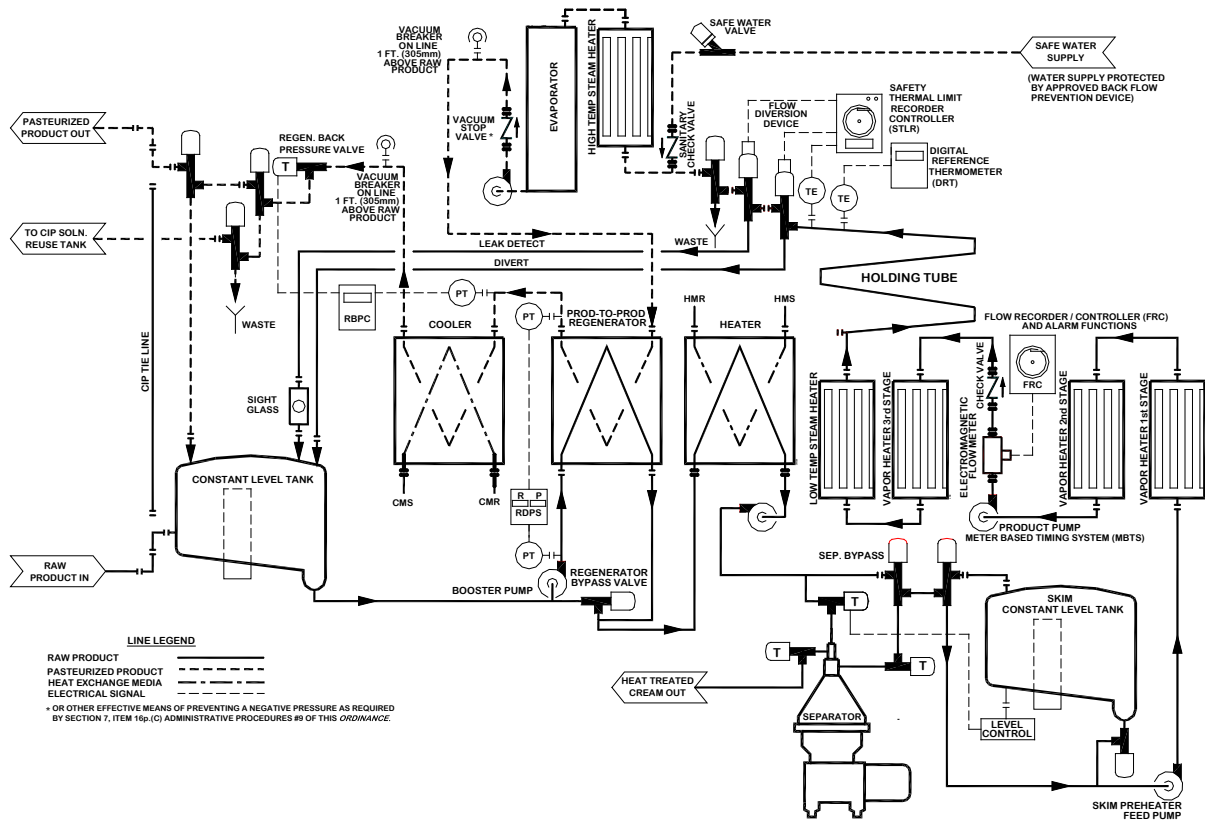 VACUUM
BREAKER
ON LINE
1 FT. (305mm)
ABOVE RAW
PRODUCT
EVAPORATOR
HIGH TEMP STEAM HEATER
SAFE WATER
VALVE
SAFE WATER
SUPPLY
(WATER SUPPLY PROTECTED
BY APPROVED BACK FLOW
PREVENTION DEVICE)
SAFETY
THERMAL LIMIT
RECORDER
CONTROLLER
(STLR)
FLOW
DIVERSION
DEVICE
SANITARY
CHECK VALVE
DIGITAL
REFERENCE
THERMOMETER
(DRT)
TE
TE
PASTEURIZED
PRODUCT OUT
REGEN. BACK
PRESSURE VALVE
T
VACUUM
STOP
VALVE *
VACUUM
BREAKER
ON LINE
1 FT. (305mm)
ABOVE RAW
PRODUCT
TO CIP SOLN.
REUSE TANK
WASTE
LEAK DETECT
DIVERT
WASTE
HOLDING TUBE
CIP TIE LINE
RBPC
PT
PT
COOLER
PROD-TO-PROD
REGENERATOR
HMR
HMS
HEATER
FLOW RECORDER / CONTROLLER (FRC)
AND ALARM FUNCTIONS
FRC
SIGHT
GLASS
LOW TEMP STEAM HEATER
VAPOR HEATER 3rd STAGE
ELECTROMAGNETIC
FLOW METER
CHECK VALVE
VAPOR HEATER 2nd STAGE
VAPOR HEATER 1st STAGE
CONSTANT LEVEL TANK
CMS
CMR
R P
RDPS
PT
PRODUCT PUMP
METER BASED TIMING SYSTEM (MBTS)
RAW
PRODUCT IN
BOOSTER PUMP
REGENERATOR
BYPASS VALVE
SEP. BYPASS
SKIM
CONSTANT LEVEL TANK
T
T
T
HEAT TREATED
CREAM OUT
SEPARATOR
LEVEL
CONTROL
SKIM PREHEATER
FEED PUMP
LINE LEGEND
RAW PRODUCT
PASTEURIZED PRODUCT
HEAT EXCHANGE MEDIA
ELECTRICAL SIGNAL
* OR OTHER EFFECTIVE MEANS OF PREVENTING A NEGATIVE PRESSURE AS REQUIRED
BY SECTION 7, ITEM 16p.(C) ADMINISTRATIVE PROCEDURES #9 OF THIS ORDINANCE.